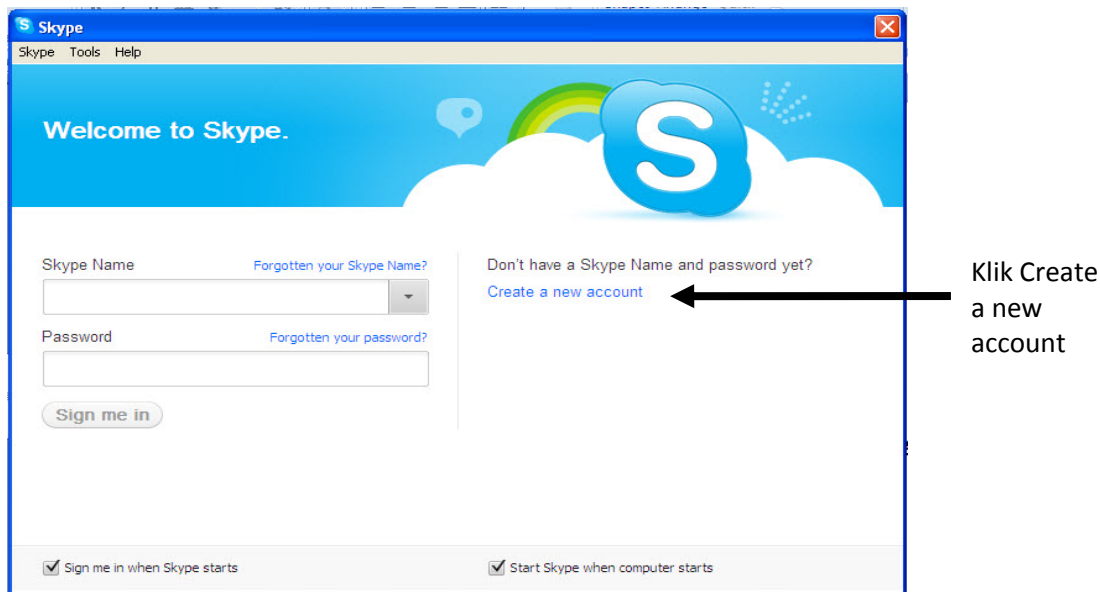 Skype
Skype Tools Help
Welcome to Skype.
Skype Name Forgotten your Skype Name?
Password Forgotten your password?
Sign me in
Don't have a Skype Name and password yet?
Create a new account
Klik Create
a new
account
Sign me in when Skype starts
Start Skype when computer starts